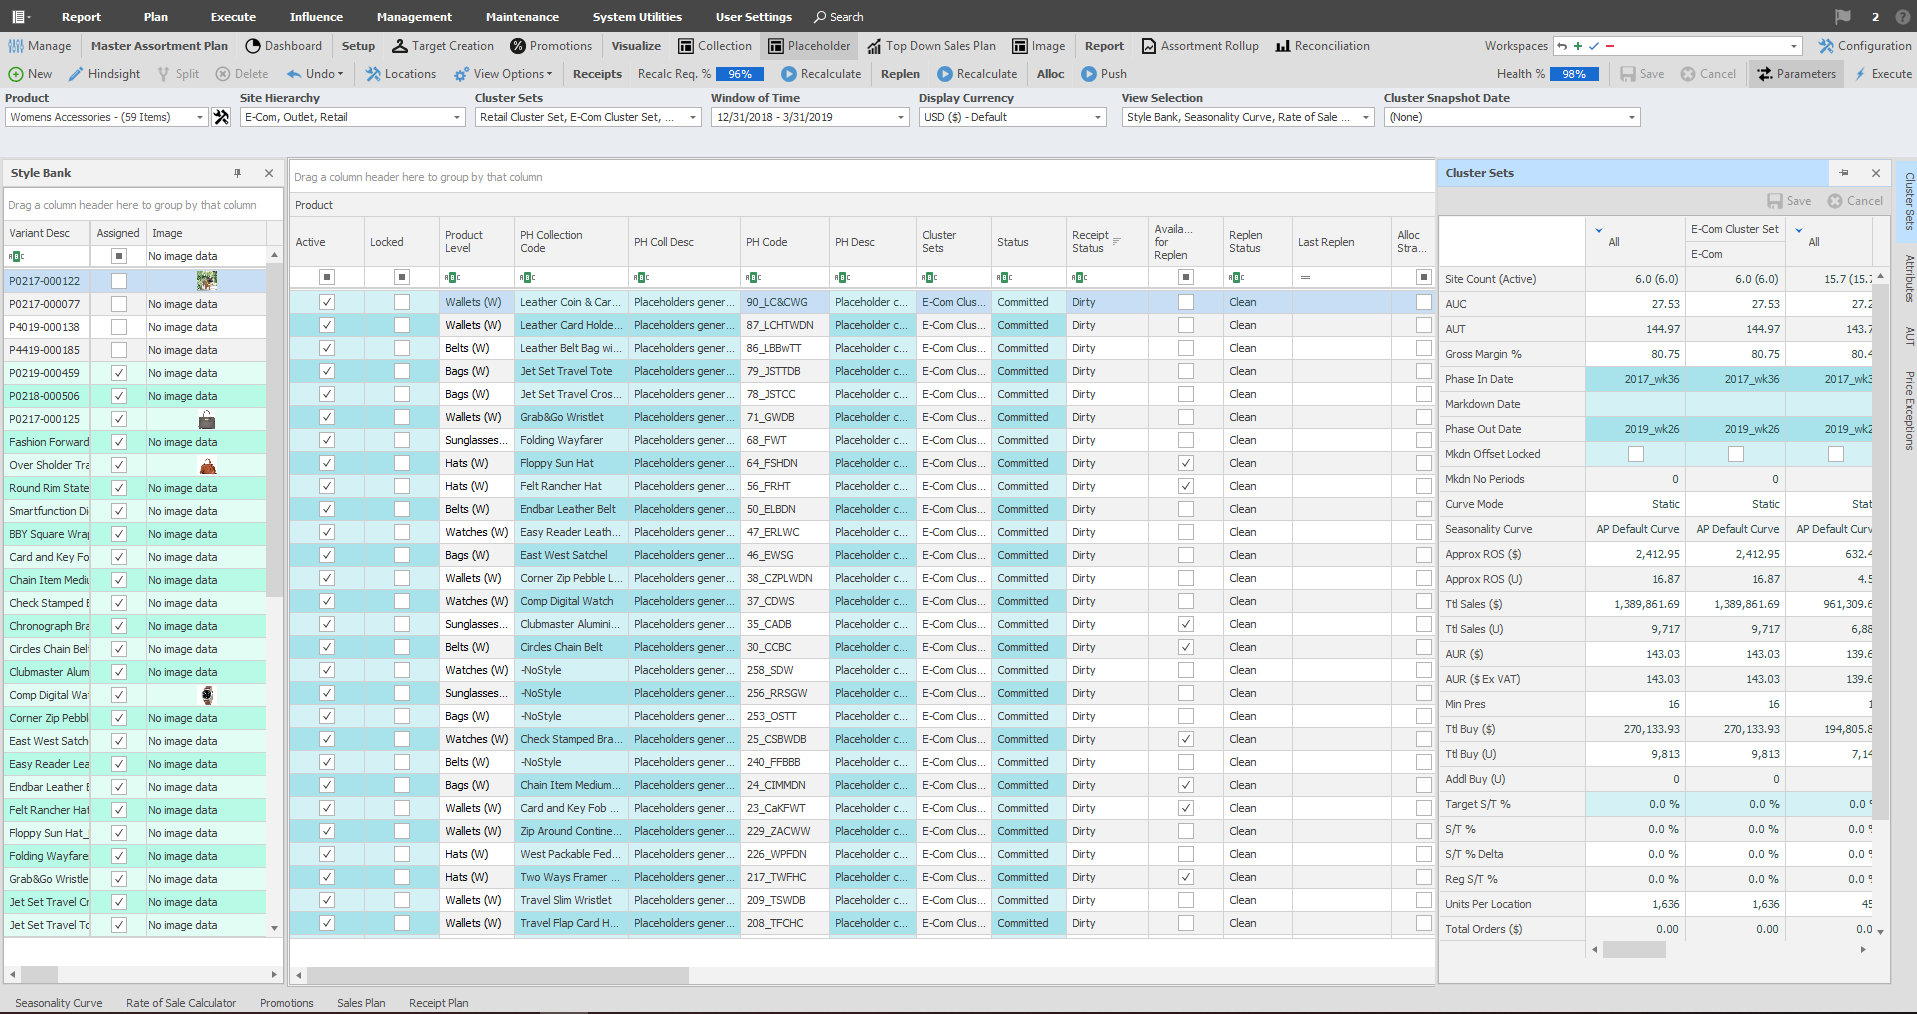 Report Plan Execute Influence Management Maintenance System Utilities User Settings Search 2
Manage Master Assortment Plan Dashboard Setup Target Creation Promotions Visualize Collection Placeholder Top Down Sales Plan Image Report Assortment Rollup Reconciliation Workspaces Configuration
New Hindsight Split Delete Undo Locations View Options Receipts Recalc Req. % 96% Recalculate Replen Recalculate Alloc Push Health % 98% Save Cancel Parameters Execute
Product Site Hierarchy Cluster Sets Window of Time Display Currency View Selection Cluster Snapshot Date
Womens Accessories - (59 Items) E-Com, Outlet, Retail Retail Cluster Set, E-Com Cluster Set, ... 12/31/2018 - 3/31/2019 USD ($) - Default Style Bank, Seasonality Curve, Rate of Sale ... (None)
Style Bank
Drag a column header here to group by that column
Variant Desc Assigned Image
No image data
P0217-000122
P0217-000077 No image data
P4019-000138 No image data
P4419-000185 No image data
P0219-000459 No image data
P0218-000506 No image data
P0217-000125
Fashion Forward No image data
Over Sholder Tra
Round Rim State No image data
Smartfunction Di No image data
BBY Square Wrap No image data
Card and Key Fo No image data
Chain Item Mediu No image data
Check Stamped B No image data
Chronograph Bra No image data
Circles Chain Belt No image data
Clubmaster Alum No image data
Comp Digital Wat
Corner Zip Pebbl No image data
East West Satch No image data
Easy Reader Lea No image data
Endbar Leather B No image data
Felt Rancher Hat No image data
Floppy Sun Hat_ No image data
Folding Wayfare No image data
Grab&Go Wristle No image data
Jet Set Travel Cr No image data
Jet Set Travel To No image data
Drag a column header here to group by that column
Product
Active Locked Product Level PH Collection Code PH Coll Desc PH Code PH Desc Cluster Sets Status Receipt Status Availa... for Replen Replen Status Last Replen Alloc Stra...
Wallets (W) Leather Coin & Car... Placeholders gener... 90_LC&CWG Placeholder c... E-Com Clus... Committed Dirty Clean
Wallets (W) Leather Card Holde... Placeholders gener... 87_LCHTWDN Placeholder c... E-Com Clus... Committed Dirty Clean
Belts (W) Leather Belt Bag wi... Placeholders gener... 86_LBBwTT Placeholder c... E-Com Clus... Committed Dirty Clean
Bags (W) Jet Set Travel Tote Placeholders gener... 79_JSTTDB Placeholder c... E-Com Clus... Committed Dirty Clean
Bags (W) Jet Set Travel Cros... Placeholders gener... 78_JSTCC Placeholder c... E-Com Clus... Committed Dirty Clean
Wallets (W) Grab&Go Wristlet Placeholders gener... 71_GWDB Placeholder c... E-Com Clus... Committed Dirty Clean
Sunglasses... Folding Wayfarer Placeholders gener... 68_FWT Placeholder c... E-Com Clus... Committed Dirty Clean
Hats (W) Floppy Sun Hat Placeholders gener... 64_FSHDN Placeholder c... E-Com Clus... Committed Dirty Clean
Hats (W) Felt Rancher Hat Placeholders gener... 56_FRHT Placeholder c... E-Com Clus... Committed Dirty Clean
Belts (W) Endbar Leather Belt Placeholders gener... 50_ELBDN Placeholder c... E-Com Clus... Committed Dirty Clean
Watches (W) Easy Reader Leath... Placeholders gener... 47_ERLWC Placeholder c... E-Com Clus... Committed Dirty Clean
Bags (W) East West Satchel Placeholders gener... 46_EWSG Placeholder c... E-Com Clus... Committed Dirty Clean
Wallets (W) Corner Zip Pebble L... Placeholders gener... 38_CZPLWDN Placeholder c... E-Com Clus... Committed Dirty Clean
Watches (W) Comp Digital Watch Placeholders gener... 37_CDWS Placeholder c... E-Com Clus... Committed Dirty Clean
Sunglasses... Clubmaster Alumini... Placeholders gener... 35_CADB Placeholder c... E-Com Clus... Committed Dirty Clean
Belts (W) Circles Chain Belt Placeholders gener... 30_CCBC Placeholder c... E-Com Clus... Committed Dirty Clean
Watches (W) -NoStyle Placeholders gener... 258_SDW Placeholder c... E-Com Clus... Committed Dirty Clean
Sunglasses... -NoStyle Placeholders gener... 256_RRSGW Placeholder c... E-Com Clus... Committed Dirty Clean
Bags (W) -NoStyle Placeholders gener... 253_OSTT Placeholder c... E-Com Clus... Committed Dirty Clean
Watches (W) Check Stamped Bra... Placeholders gener... 25_CSBWDB Placeholder c... E-Com Clus... Committed Dirty Clean
Belts (W) -NoStyle Placeholders gener... 240_FFBBB Placeholder c... E-Com Clus... Committed Dirty Clean
Bags (W) Chain Item Medium... Placeholders gener... 24_CIMMDN Placeholder c... E-Com Clus... Committed Dirty Clean
Wallets (W) Card and Key Fob ... Placeholders gener... 23_CaKFWT Placeholder c... E-Com Clus... Committed Dirty Clean
Wallets (W) Zip Around Contine... Placeholders gener... 229_ZACWW Placeholder c... E-Com Clus... Committed Dirty Clean
Hats (W) West Packable Fed... Placeholders gener... 226_WPFDN Placeholder c... E-Com Clus... Committed Dirty Clean
Hats (W) Two Ways Framer ... Placeholders gener... 217_TWFHC Placeholder c... E-Com Clus... Committed Dirty Clean
Wallets (W) Travel Slim Wristlet Placeholders gener... 209_TSWDB Placeholder c... E-Com Clus... Committed Dirty Clean
Wallets (W) Travel Flap Card H... Placeholders gener... 208_TFCHC Placeholder c... E-Com Clus... Committed Dirty Clean
Cluster Sets
Save Cancel
All E-Com Cluster Set E-Com All
Site Count (Active) 6.0 (6.0) 6.0 (6.0) 15.7 (15.7
AUC 27.53 27.53 27.2
AUT 144.97 144.97 143.7
Gross Margin % 80.75 80.75 80.4
Phase In Date 2017_wk36 2017_wk36 2017_wk3
Markdown Date
Phase Out Date 2019_wk26 2019_wk26 2019_wk2
Mkdn Offset Locked
Mkdn No Periods 0 0
Curve Mode Static Static Stat
Seasonality Curve AP Default Curve AP Default Curve AP Default Curv
Approx ROS ($) 2,412.95 2,412.95 632.4
Approx ROS (U) 16.87 16.87 4.5
Ttl Sales ($) 1,389,861.69 1,389,861.69 961,309.6
Ttl Sales (U) 9,717 9,717 6,88
AUR ($) 143.03 143.03 139.6
AUR ($ Ex VAT) 143.03 143.03 139.6
Min Pres 16 16 1
Ttl Buy ($) 270,133.93 270,133.93 194,805.8
Ttl Buy (U) 9,813 9,813 7,14
Addl Buy (U) 0 0
Target S/T % 0.0 % 0.0 % 0.0 %
S/T % 0.0 % 0.0 % 0.0 %
S/T % Delta 0.0 % 0.0 % 0.0 %
Reg S/T % 0.0 % 0.0 % 0.0 %
Units Per Location 1,636 1,636 45
Total Orders ($) 0.00 0.00 0.0
Cluster Sets
Attributes
AUT
Price Exceptions
Seasonality Curve Rate of Sale Calculator Promotions Sales Plan Receipt Plan